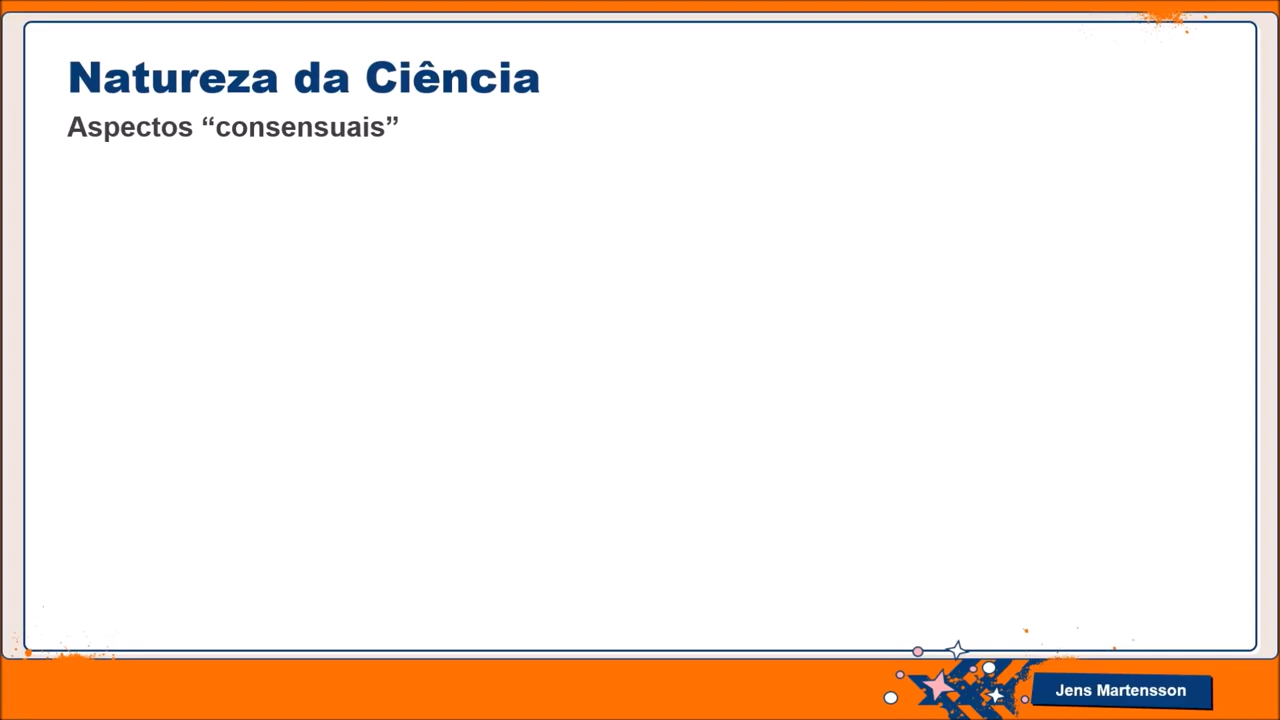 Natureza da Ciência
Aspectos “consensuais”
Jens Martensson